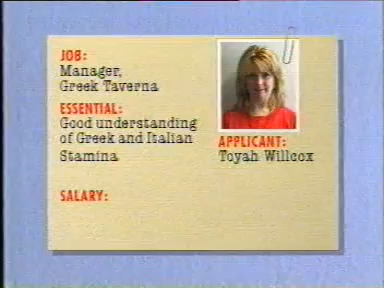 JOB:
Manager,
Greek Taverna
ESSENTIAL:
Good understanding
of Greek and Italian
Stamina
SALARY:
APPLICANT:
Toyah Willcox